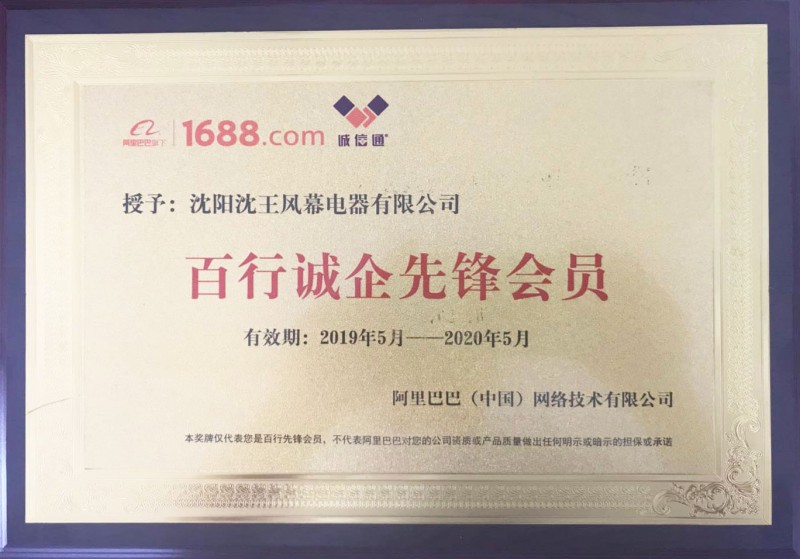 阿里巴巴旗下 1688.com 诚信通®
授予：沈阳沈王风幕电器有限公司
百行诚企先锋会员
有效期：2019年5月——2020年5月
阿里巴巴（中国）网络技术有限公司
本奖牌仅代表您是百行先锋会员，不代表阿里巴巴对您的公司资质或产品质量做出任何明示或暗示的担保或承诺